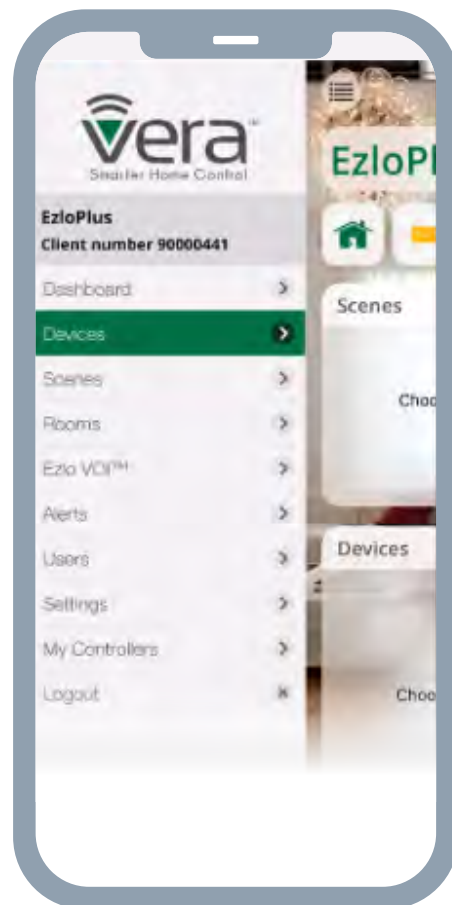 vera™
Smarter Home Control
EzloPlus
Client number 90000441
Dashboard
Devices
Scenes
Rooms
Ezlo VOI™
Alerts
Users
Settings
My Controllers
Logout
EzloPl
Scenes
Choo
Devices
Choo